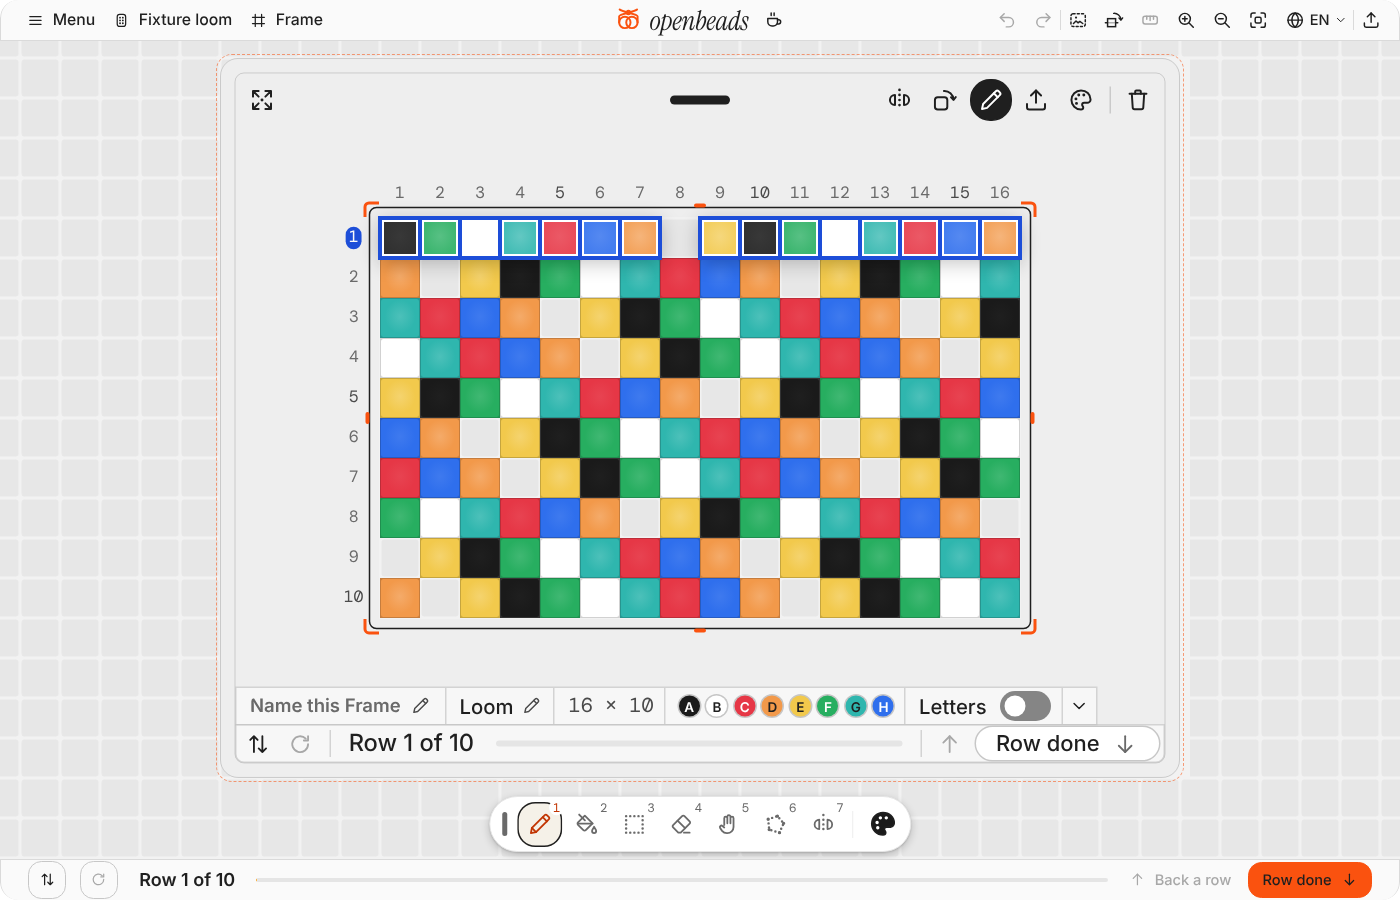 Menu Fixture loom Frame openbeads EN
1 2 3 4 5 6 7 8 9 10 11 12 13 14 15 16
1
2
3
4
5
6
7
8
9
10
Name this Frame Loom 16 × 10 A B C D E F G H Letters
Row 1 of 10 Row done
1 2 3 4 5 6 7
Row 1 of 10 Back a row Row done